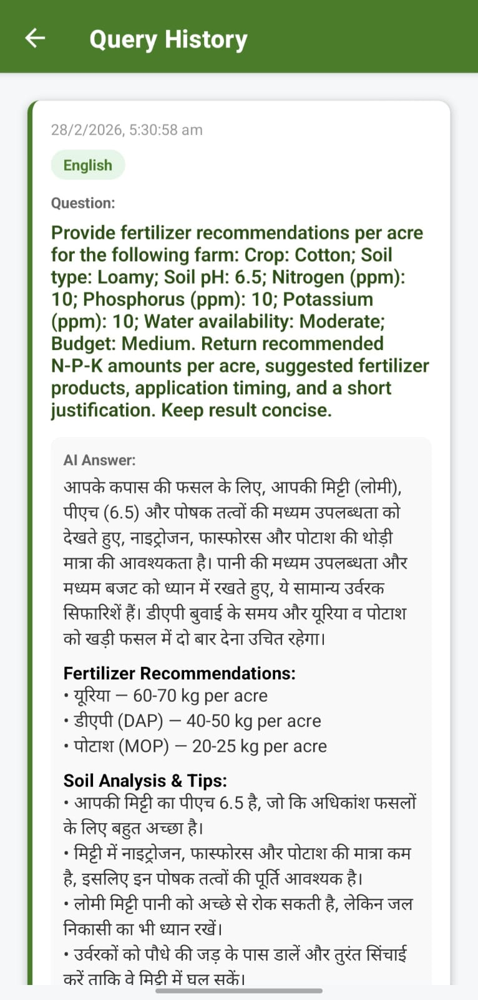 Query History
28/2/2026, 5:30:58 am
English
Question:
Provide fertilizer recommendations per acre
for the following farm: Crop: Cotton; Soil
type: Loamy; Soil pH: 6.5; Nitrogen (ppm):
10; Phosphorus (ppm): 10; Potassium
(ppm): 10; Water availability: Moderate;
Budget: Medium. Return recommended
N-P-K amounts per acre, suggested fertilizer
products, application timing, and a short
justification. Keep result concise.
AI Answer:
आपके कपास की फसल के लिए, आपकी मिट्टी (लोमी),
पीएच (6.5) और पोषक तत्वों की मध्यम उपलब्धता को
देखते हुए, नाइट्रोजन, फास्फोरस और पोटाश की थोड़ी
मात्रा की आवश्यकता है। पानी की मध्यम उपलब्धता और
मध्यम बजट को ध्यान में रखते हुए, ये सामान्य उर्वरक
सिफारिशें हैं। डीएपी बुवाई के समय और यूरिया व पोटाश
को खड़ी फसल में दो बार देना उचित रहेगा।
Fertilizer Recommendations:
• यूरिया — 60-70 kg per acre
• डीएपी (DAP) — 40-50 kg per acre
• पोटाश (MOP) — 20-25 kg per acre
Soil Analysis & Tips:
• आपकी मिट्टी का पीएच 6.5 है, जो कि अधिकांश फसलों
के लिए बहुत अच्छा है।
• मिट्टी में नाइट्रोजन, फास्फोरस और पोटाश की मात्रा कम
है, इसलिए इन पोषक तत्वों की पूर्ति आवश्यक है।
• लोमी मिट्टी पानी को अच्छे से रोक सकती है, लेकिन जल
निकासी का भी ध्यान रखें।
• उर्वरकों को पौधे की जड़ के पास डालें और तुरंत सिंचाई
करें ताकि वे मिट्टी में घुल सकें।